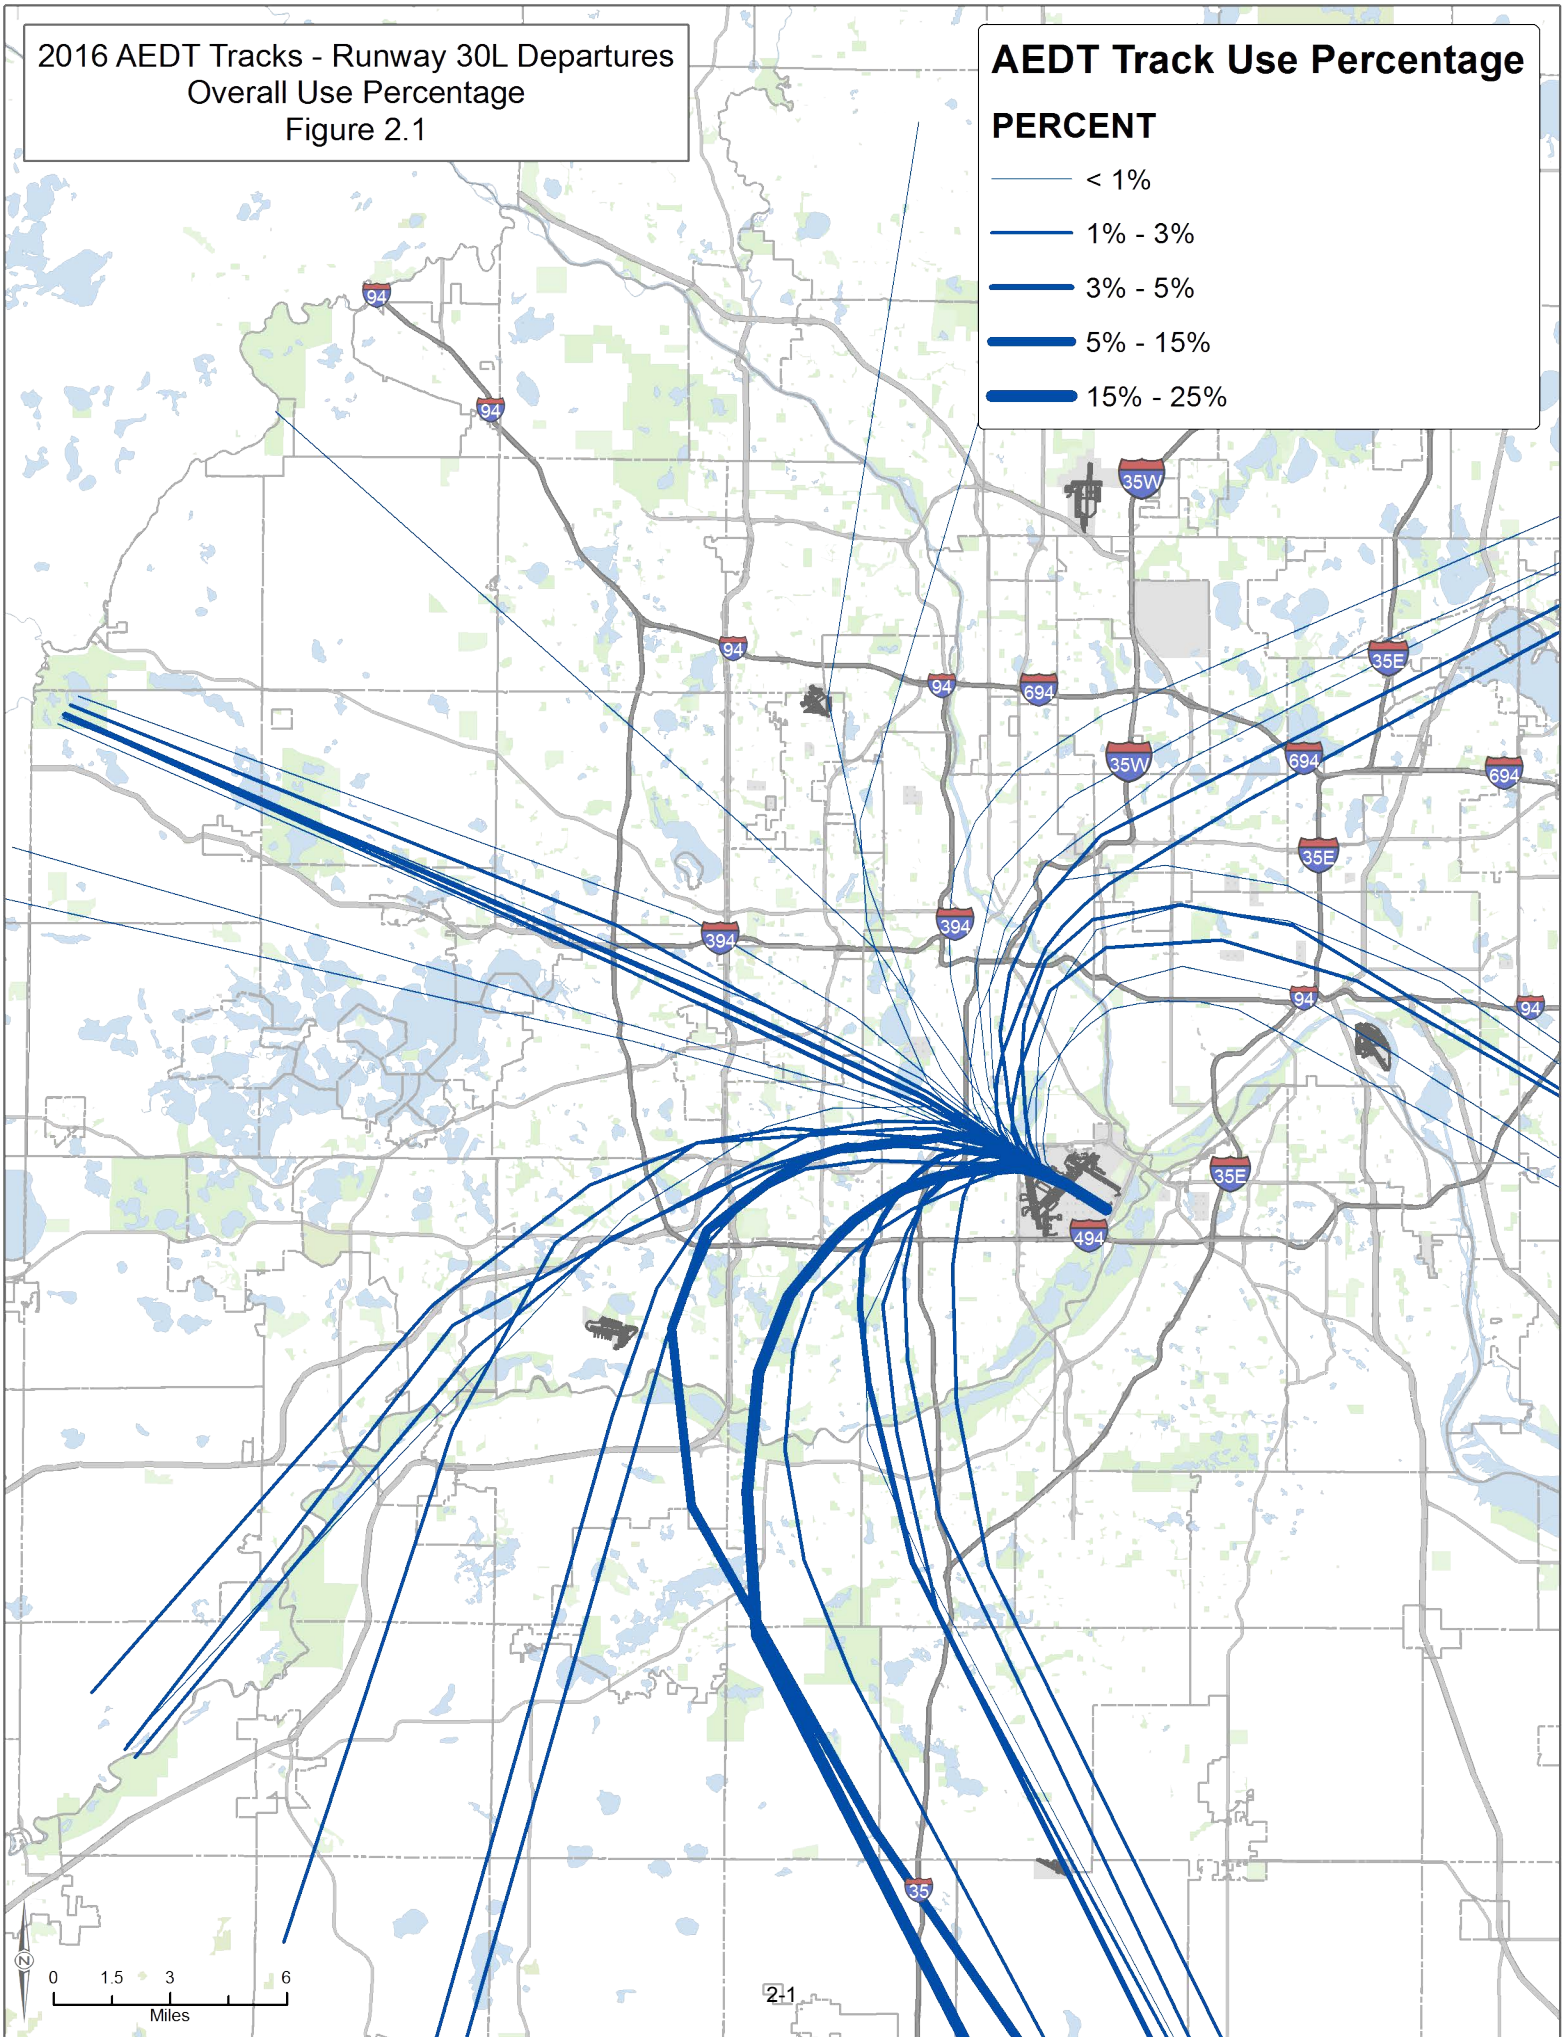 2016 AEDT Tracks - Runway 30L Departures
Overall Use Percentage
Figure 2.1
AEDT Track Use Percentage
PERCENT
< 1%
1% - 3%
3% - 5%
5% - 15%
15% - 25%
94
94
35W
94
35E
94
694
35W
694
694
35E
394
394
94
94
35E
494
35
N
0 1.5 3 6
Miles
2-1